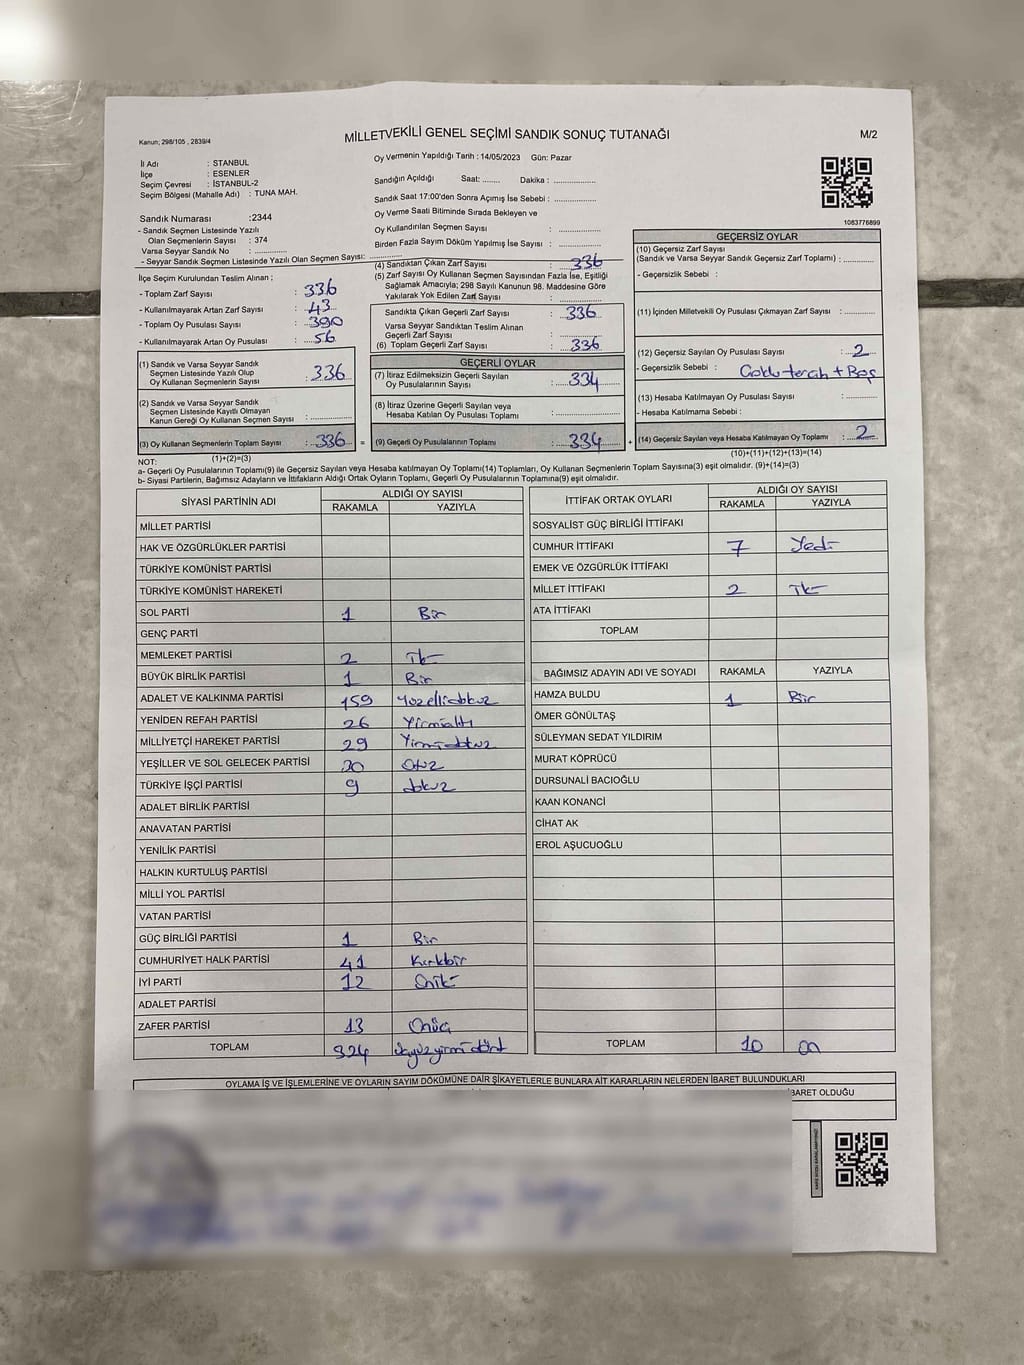 Kanun; 298/105 , 2839/4
MİLLETVEKİLİ GENEL SEÇİMİ SANDIK SONUÇ TUTANAĞI
M/2
İl Adı : STANBUL
İlçe : ESENLER
Seçim Çevresi : İSTANBUL-2
Seçim Bölgesi (Mahalle Adı) : TUNA MAH.
Oy Vermenin Yapıldığı Tarih : 14/05/2023 Gün: Pazar
Sandığın Açıldığı Saat: ........ Dakika : ..................
Sandık Saat 17:00'den Sonra Açımış İse Sebebi : ..................
Oy Verme Saati Bitiminde Sırada Bekleyen ve
Oy Kullandırılan Seçmen Sayısı : ..................
Birden Fazla Sayım Döküm Yapılmış İse Sayısı : ..................
1083776899
Sandık Numarası :2344
- Sandık Seçmen Listesinde Yazılı
Olan Seçmenlerin Sayısı : 374
Varsa Seyyar Sandık No : ..................
- Seyyar Sandık Seçmen Listesinde Yazılı Olan Seçmen Sayısı: ..................
İlçe Seçim Kurulundan Teslim Alınan ;
- Toplam Zarf Sayısı : 336
- Kullanılmayarak Artan Zarf Sayısı : 43
- Toplam Oy Pusulası Sayısı : 390
- Kullanılmayarak Artan Oy Pusulası : 56
(4) Sandıktan Çıkan Zarf Sayısı : 336
(5) Zarf Sayısı Oy Kullanan Seçmen Sayısından Fazla İse, Eşitliği
Sağlamak Amacıyla; 298 Sayılı Kanunun 98. Maddesine Göre
Yakılarak Yok Edilen Zarf Sayısı : ..................
Sandıkta Çıkan Geçerli Zarf Sayısı : 336
Varsa Seyyar Sandıktan Teslim Alınan
Geçerli Zarf Sayısı : ..................
(6) Toplam Geçerli Zarf Sayısı : 336
GEÇERSİZ OYLAR
(10) Geçersiz Zarf Sayısı
(Sandık ve Varsa Seyyar Sandık Geçersiz Zarf Toplamı) : ..........
- Geçersizlik Sebebi :
(11) İçinden Milletvekili Oy Pusulası Çıkmayan Zarf Sayısı : ..........
(12) Geçersiz Sayılan Oy Pusulası Sayısı : 2
- Geçersizlik Sebebi : Çoklu tercih + Boş
(13) Hesaba Katılmayan Oy Pusulası Sayısı : ..........
- Hesaba Katılmama Sebebi :
(14) Geçersiz Sayılan veya Hesaba Katılmayan Oy Toplamı : 2
(10)+(11)+(12)+(13)=(14)
(1) Sandık ve Varsa Seyyar Sandık
Seçmen Listesinde Yazılı Olup
Oy Kullanan Seçmenlerin Sayısı : 336
(2) Sandık ve Varsa Seyyar Sandık
Seçmen Listesinde Kayıtlı Olmayan
Kanun Gereği Oy Kullanan Seçmen Sayısı : ..........
(3) Oy Kullanan Seçmenlerin Toplam Sayısı : 336 =
(1)+(2)=(3)
GEÇERLİ OYLAR
(7) İtiraz Edilmeksizin Geçerli Sayılan
Oy Pusulalarının Sayısı : 334
(8) İtiraz Üzerine Geçerli Sayılan veya
Hesaba Katılan Oy Pusulası Toplamı : ..........
(9) Geçerli Oy Pusulalarının Toplamı : 334 +
NOT:
a- Geçerli Oy Pusulalarının Toplamı(9) ile Geçersiz Sayılan veya Hesaba katılmayan Oy Toplamı(14) Toplamları, Oy Kullanan Seçmenlerin Toplam Sayısına(3) eşit olmalıdır. (9)+(14)=(3)
b- Siyasi Partilerin, Bağımsız Adayların ve İttifakların Aldığı Ortak Oyların Toplamı, Geçerli Oy Pusulalarının Toplamına(9) eşit olmalıdır.
SİYASİ PARTİNİN ADI ALDIĞI OY SAYISI
RAKAMLA YAZIYLA
MİLLET PARTİSİ
HAK VE ÖZGÜRLÜKLER PARTİSİ
TÜRKİYE KOMÜNİST PARTİSİ
TÜRKİYE KOMÜNİST HAREKETİ
SOL PARTİ 1 Bir
GENÇ PARTİ
MEMLEKET PARTİSİ 2 İki
BÜYÜK BİRLİK PARTİSİ 1 Bir
ADALET VE KALKINMA PARTİSİ 159 Yüzellidokuz
YENİDEN REFAH PARTİSİ 26 Yirmialtı
MİLLİYETÇİ HAREKET PARTİSİ 29 Yirmidokuz
YEŞİLLER VE SOL GELECEK PARTİSİ 30 Otuz
TÜRKİYE İŞÇİ PARTİSİ 9 dokuz
ADALET BİRLİK PARTİSİ
ANAVATAN PARTİSİ
YENİLİK PARTİSİ
HALKIN KURTULUŞ PARTİSİ
MİLLİ YOL PARTİSİ
VATAN PARTİSİ
GÜÇ BİRLİĞİ PARTİSİ 1 Bir
CUMHURİYET HALK PARTİSİ 41 Kırkbir
İYİ PARTİ 12 Oniki
ADALET PARTİSİ
ZAFER PARTİSİ 13 Onüç
TOPLAM 324 üçyüzyirmidört
İTTİFAK ORTAK OYLARI ALDIĞI OY SAYISI
RAKAMLA YAZIYLA
SOSYALİST GÜÇ BİRLİĞİ İTTİFAKI
CUMHUR İTTİFAKI 7 Yedi
EMEK VE ÖZGÜRLÜK İTTİFAKI
MİLLET İTTİFAKI 2 İki
ATA İTTİFAKI
TOPLAM
BAĞIMSIZ ADAYIN ADI VE SOYADI RAKAMLA YAZIYLA
HAMZA BULDU 1 Bir
ÖMER GÖNÜLTAŞ
SÜLEYMAN SEDAT YILDIRIM
MURAT KÖPRÜCÜ
DURSUNALİ BACIOĞLU
KAAN KONANCİ
CİHAT AK
EROL AŞUCUOĞLU
TOPLAM 10 on
OYLAMA İŞ VE İŞLEMLERİNE VE OYLARIN SAYIM DÖKÜMÜNE DAİR ŞİKAYETLERLE BUNLARA AİT KARARLARIN NELERDEN İBARET BULUNDUKLARI
İBARET OLDUĞU